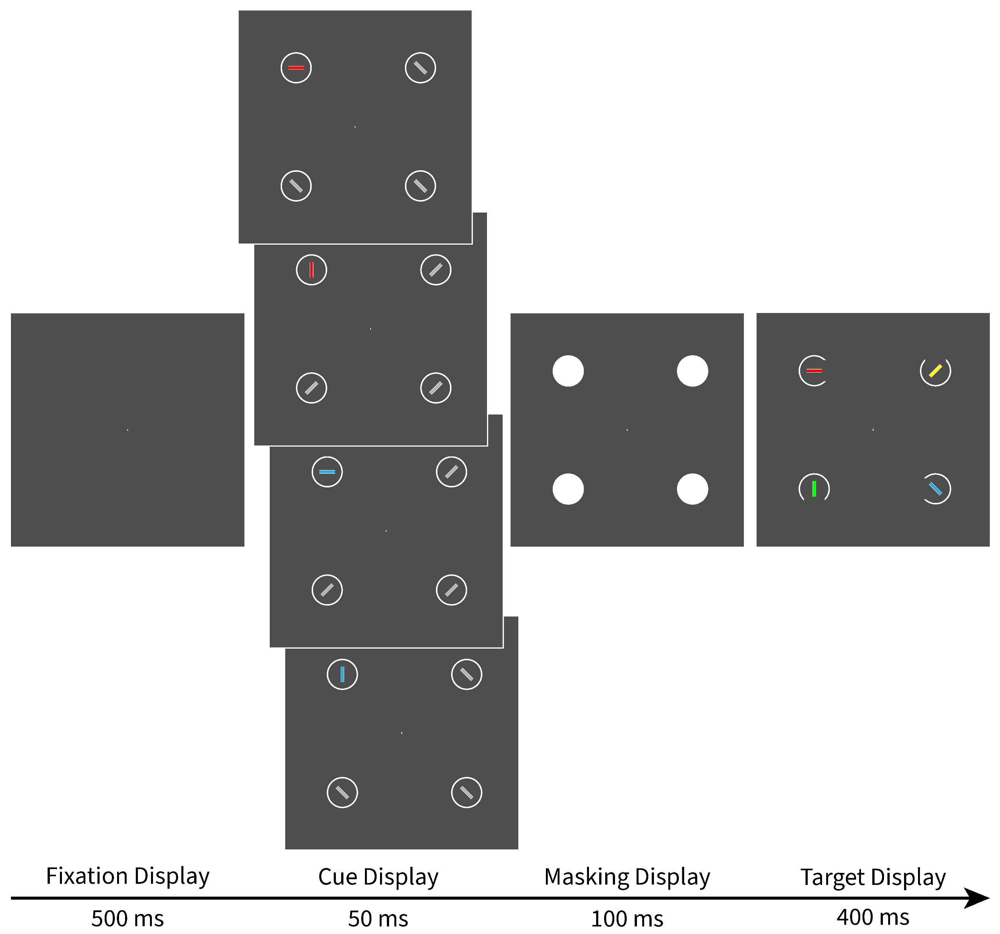 Fixation Display
Cue Display
Masking Display
Target Display
500 ms
50 ms
100 ms
400 ms